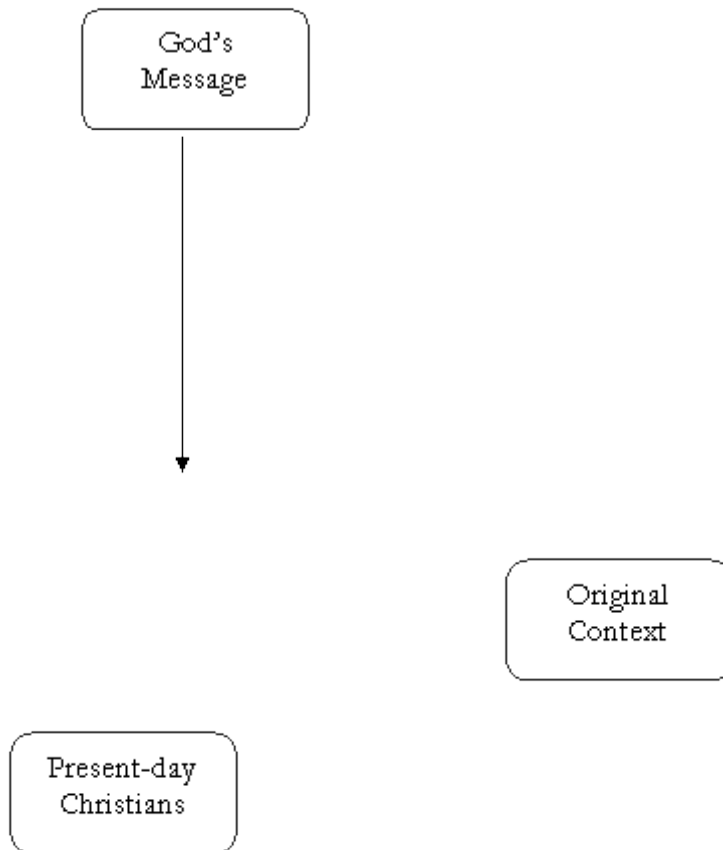 God’s
Message
Original
Context
Present-day
Christians